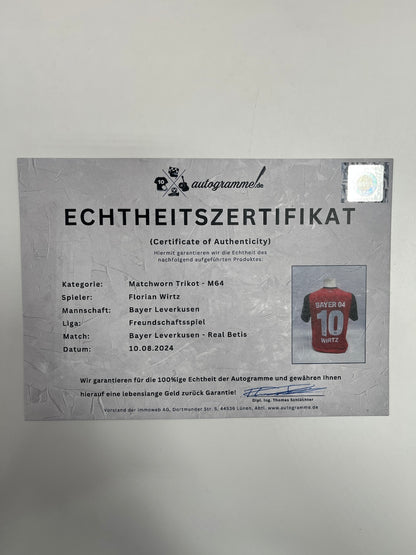 10
autogramme.de
ECHTHEITSZERTIFIKAT
(Certificate of Authenticity)
Hiermit garantieren wir die Echtheit des
nachfolgend aufgeführten Produktes:
Kategorie: Matchworn Trikot - M64
Spieler: Florian Wirtz
Mannschaft: Bayer Leverkusen
Liga: Freundschaftsspiel
Match: Bayer Leverkusen - Real Betis
Datum: 10.08.2024
BAYER 04
10
WIRTZ
Wir garantieren für die 100%ige Echtheit der Autogramme und gewähren Ihnen
hierauf eine lebenslange Geld zurück Garantie!
Dipl. Ing. Thomas Schlüchter
Vorstand der immoweb AG, Dortmunder Str. 5, 44536 Lünen, Abtl. www.autogramme.de